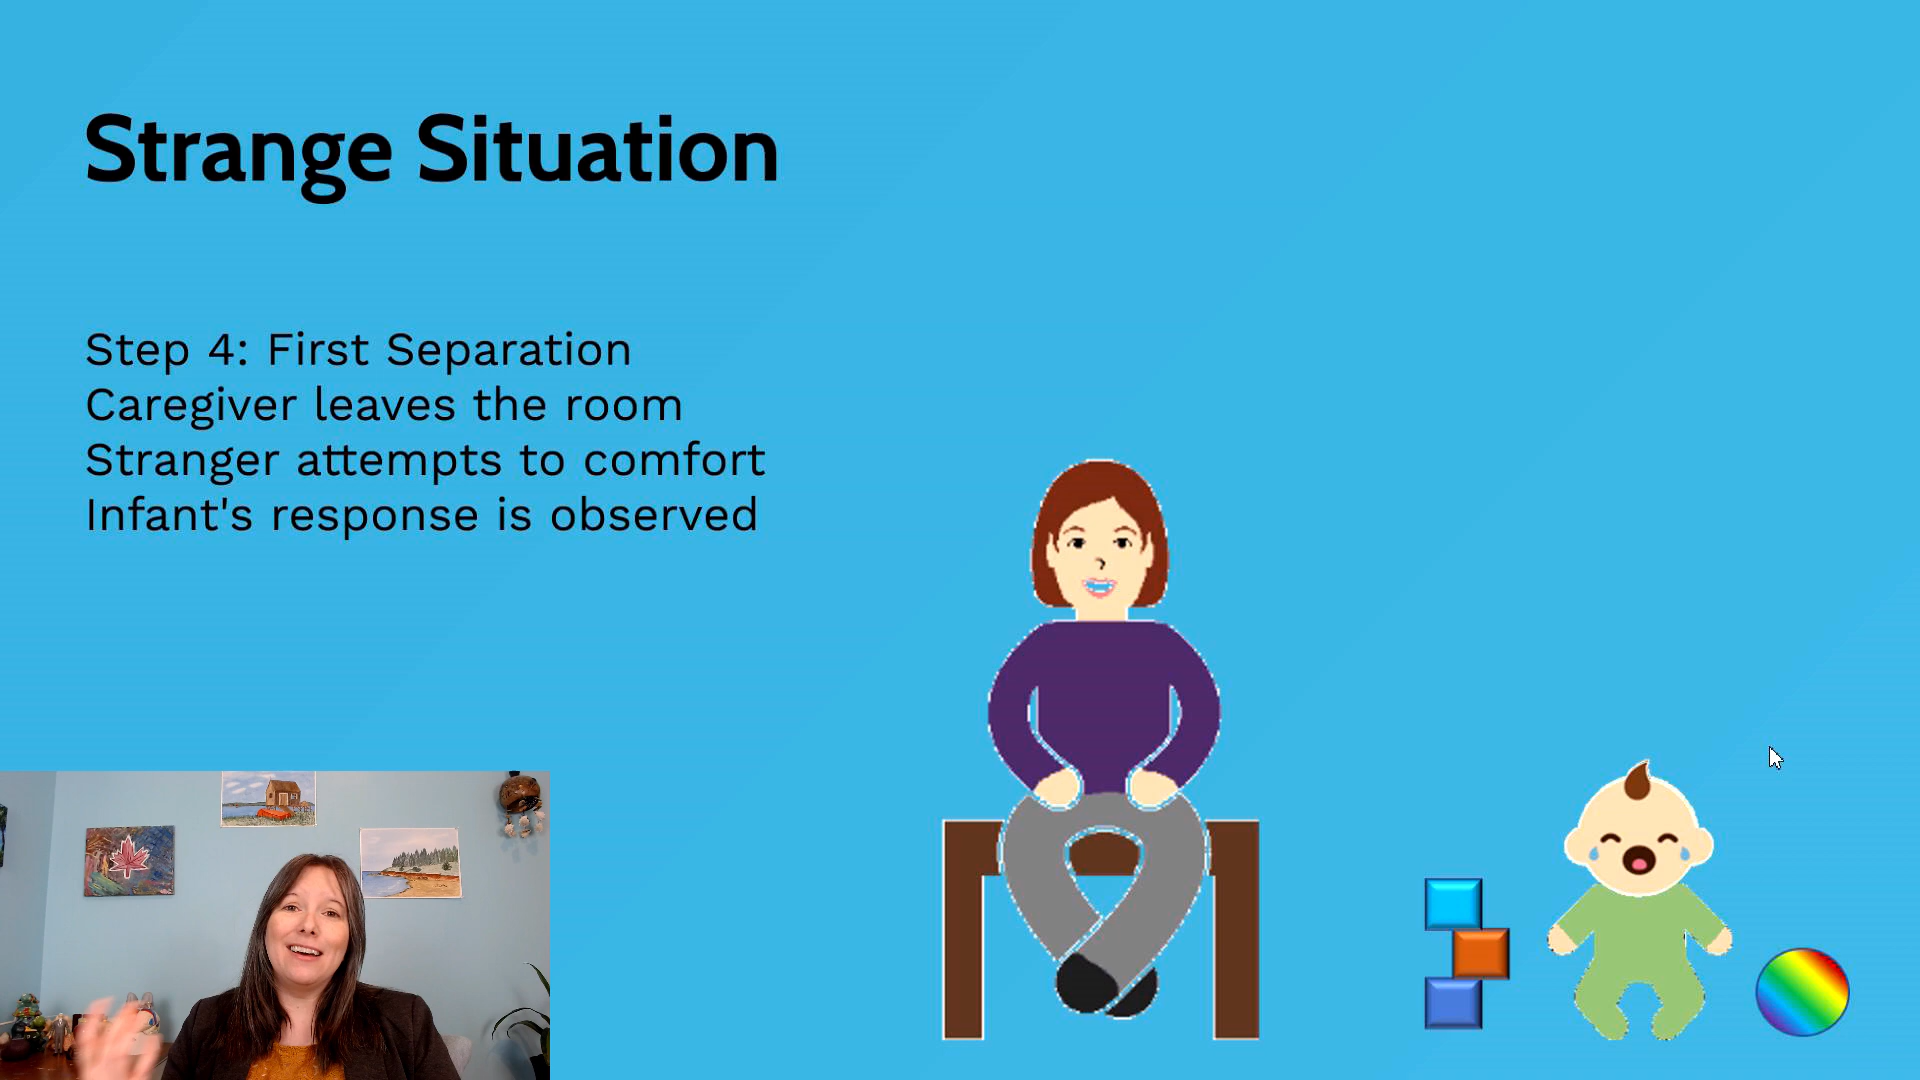 Strange Situation
Step 4: First Separation
Caregiver leaves the room
Stranger attempts to comfort
Infant's response is observed